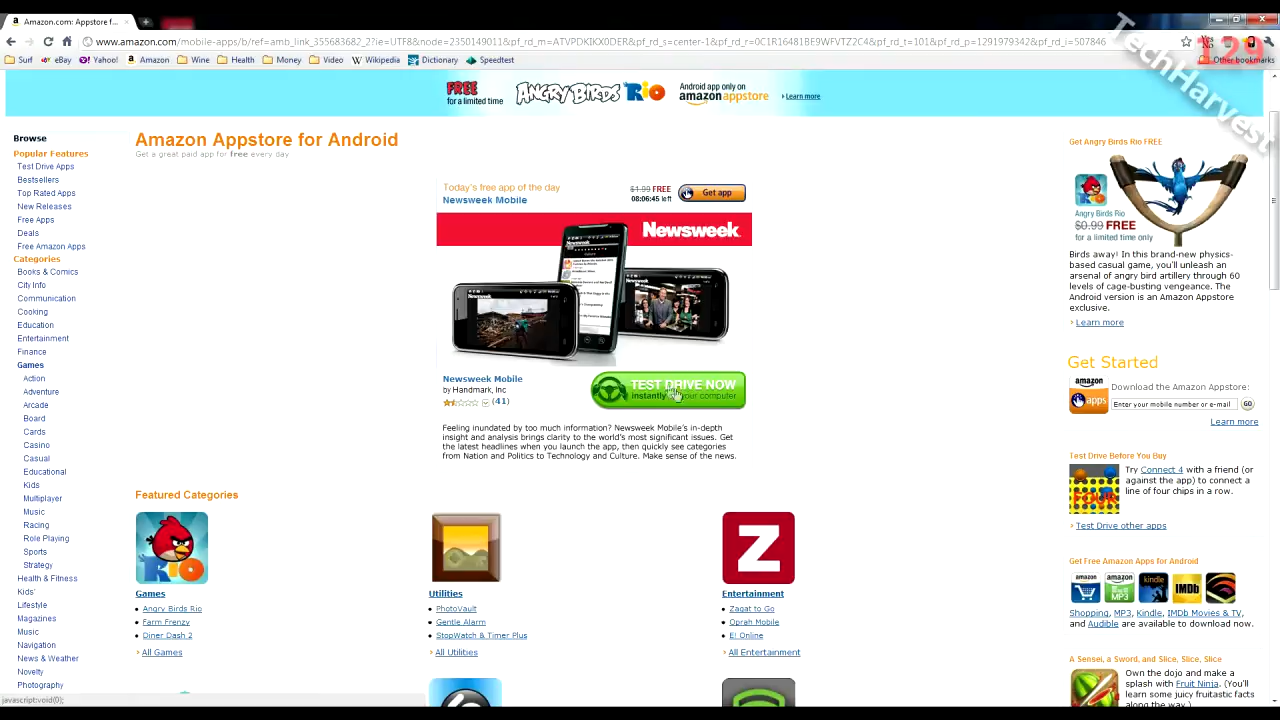 Amazon.com: Appstore f...
www.amazon.com/mobile-apps/b/ref=amb_link_355683682_2?ie=UTF8&node=2350149011&pf_rd_m=ATVPDKIKX0DER&pf_rd_s=center-1&pf_rd_r=0C1R16481BE9WFVTZ2C4&pf_rd_t=101&pf_rd_p=1291979342&pf_rd_i=507846
Surf eBay Yahoo! Amazon Wine Health Money Video Wikipedia Dictionary Speedtest Other bookmarks
TechHarvest
FREE
for a limited time
ANGRY BIRDS RIO
Android app only on
amazon appstore
Learn more
Browse
Popular Features
Test Drive Apps
Bestsellers
Top Rated Apps
New Releases
Free Apps
Deals
Free Amazon Apps
Categories
Books & Comics
City Info
Communication
Cooking
Education
Entertainment
Finance
Games
Action
Adventure
Arcade
Board
Cards
Casino
Casual
Educational
Kids
Multiplayer
Music
Racing
Role Playing
Sports
Strategy
Health & Fitness
Kids'
Lifestyle
Magazines
Music
Navigation
News & Weather
Novelty
Photography
javascript:void(0);
Amazon Appstore for Android
Get a great paid app for free every day
Today's free app of the day
Newsweek Mobile
$1.99 FREE
08:06:45 left
Get app
Newsweek
Newsweek Mobile
by Handmark, Inc
(41)
TEST DRIVE NOW
instantly on your computer
Feeling inundated by too much information? Newsweek Mobile's in-depth
insight and analysis brings clarity to the world's most significant issues. Get
the latest headlines when you launch the app, then quickly see categories
from Nation and Politics to Technology and Culture. Make sense of the news.
Featured Categories
RIO
Games
Angry Birds Rio
Farm Frenzy
Diner Dash 2
All Games
Utilities
PhotoVault
Gentle Alarm
StopWatch & Timer Plus
All Utilities
Z
Entertainment
Zagat to Go
Oprah Mobile
E! Online
All Entertainment
Get Angry Birds Rio FREE
Angry Birds Rio
$0.99 FREE
for a limited time only
Birds away! In this brand-new physics-
based casual game, you'll unleash an
arsenal of angry bird artillery through 60
levels of cage-busting vengeance. The
Android version is an Amazon Appstore
exclusive.
Learn more
Get Started
amazon
apps
Download the Amazon Appstore:
Enter your mobile number or e-mail GO
Learn more
Test Drive Before You Buy
FOUR
Try Connect 4 with a friend (or
against the app) to connect a
line of four chips in a row.
Test Drive other apps
Get Free Amazon Apps for Android
amazon
amazon
MP3
kindle
IMDb
Shopping, MP3, Kindle, IMDb Movies & TV,
and Audible are available to download now.
A Sensei, a Sword, and Slice, Slice, Slice
Own the dojo and make a
splash with Fruit Ninja. (You'll
learn some juicy fruitastic facts
along the way.)